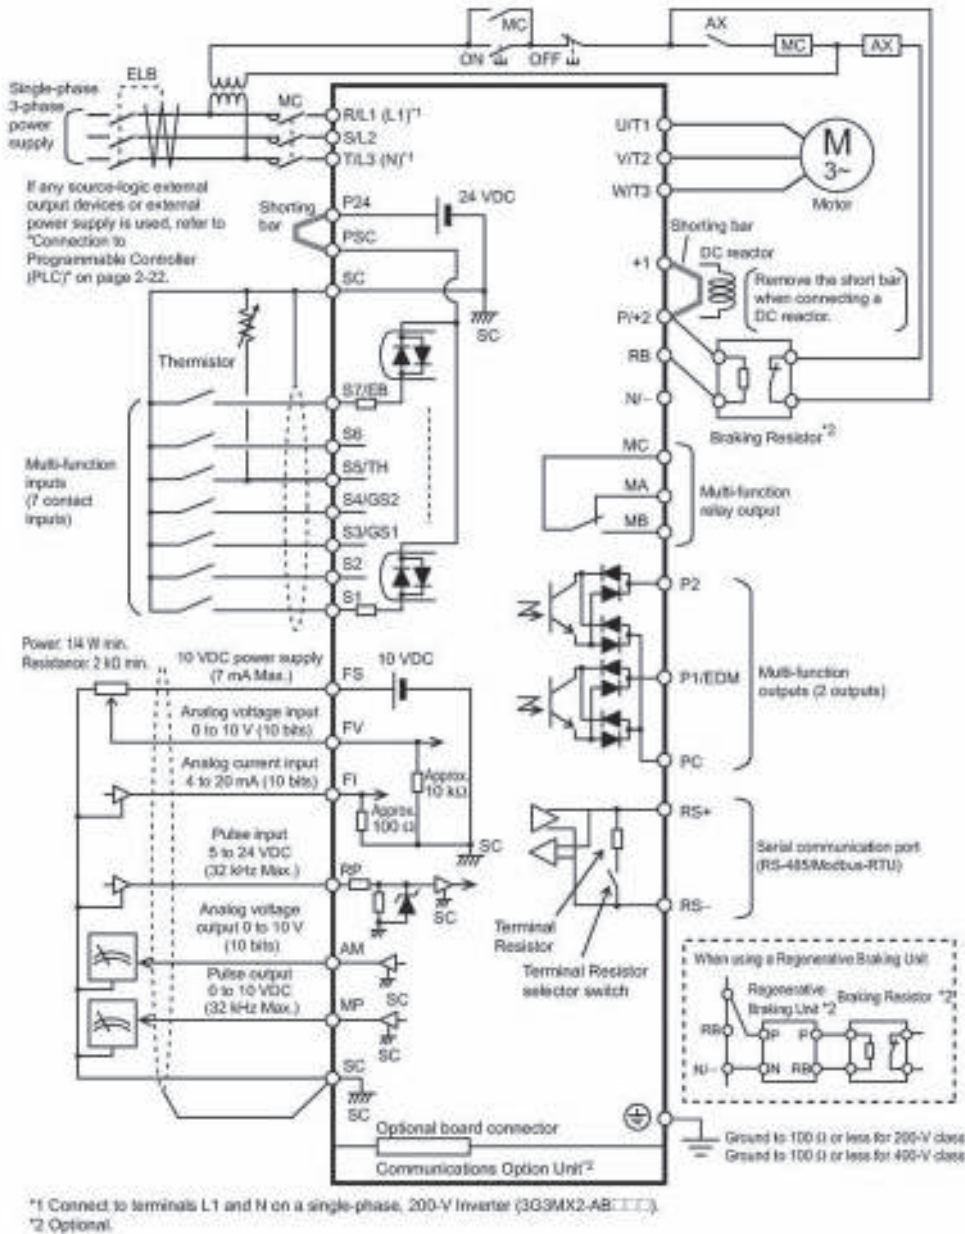 MC
ON
OFF
AX
MC
AX
ELB
Single-phase
3-phase
power
supply
MC
R/L1 (L1)*1
S/L2
T/L3 (N)*1
U/T1
V/T2
W/T3
M
3~
Motor
If any source-logic external
output devices or external
power supply is used, refer to
"Connection to
Programmable Controller
(PLC)" on page 2-22.
Shorting
bar
P24
PSC
24 VDC
SC
SC
Shorting bar
+1
DC reactor
P/+2
Remove the short bar
when connecting a
DC reactor.
RB
N/−
Braking Resistor*2
Thermistor
Multi-function
inputs
(7 contact
inputs)
S7/EB
S6
S5/TH
S4/GS2
S3/GS1
S2
S1
MC
MA
MB
Multi-function
relay output
P2
P1/EDM
PC
Multi-function
outputs (2 outputs)
Power: 1/4 W min.
Resistance: 2 kΩ min.
10 VDC power supply
(7 mA Max.)
FS
10 VDC
Analog voltage input
0 to 10 V (10 bits)
FV
Analog current input
4 to 20 mA (10 bits)
FI
Approx.
10 kΩ
Approx.
100 Ω
SC
Pulse input
5 to 24 VDC
(32 kHz Max.)
RP
SC
Analog voltage
output 0 to 10 V
(10 bits)
AM
SC
Pulse output
0 to 10 VDC
(32 kHz Max.)
MP
SC
SC
SC
RS+
RS−
Serial communication port
(RS-485/Modbus-RTU)
Terminal
Resistor
Terminal Resistor
selector switch
When using a Regenerative Braking Unit
Regenerative
Braking Unit*2
Braking Resistor*2
RB
N/−
P
P
N
RB
Optional board connector
Communications Option Unit*2
Ground to 100 Ω or less for 200-V class
Ground to 100 Ω or less for 400-V class
*1 Connect to terminals L1 and N on a single-phase, 200-V Inverter (3G3MX2-AB□□□).
*2 Optional.